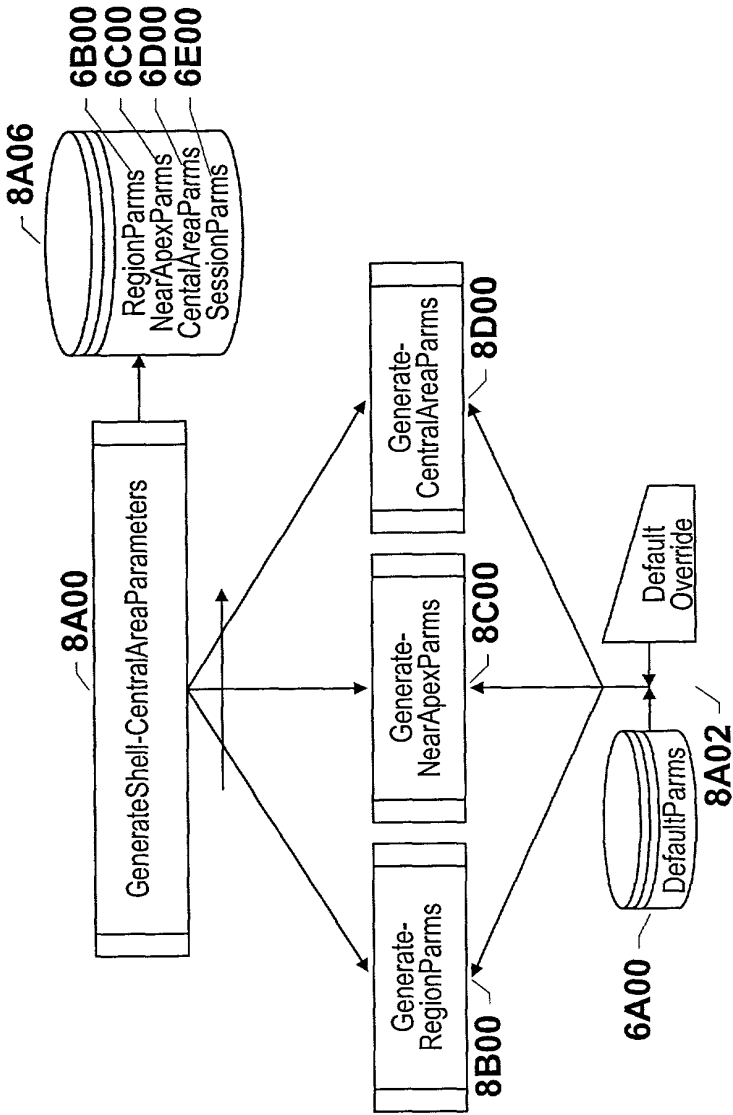 8A00
GenerateShell-CentralAreaParameters
8A06
RegionParms
NearApexParms
CentalAreaParms
SessionParms
6B00
6C00
6D00
6E00
Generate-
RegionParms
8B00
Generate-
NearApexParms
8C00
Generate-
CentralAreaParms
8D00
DefaultParms
6A00
Default
Override
8A02